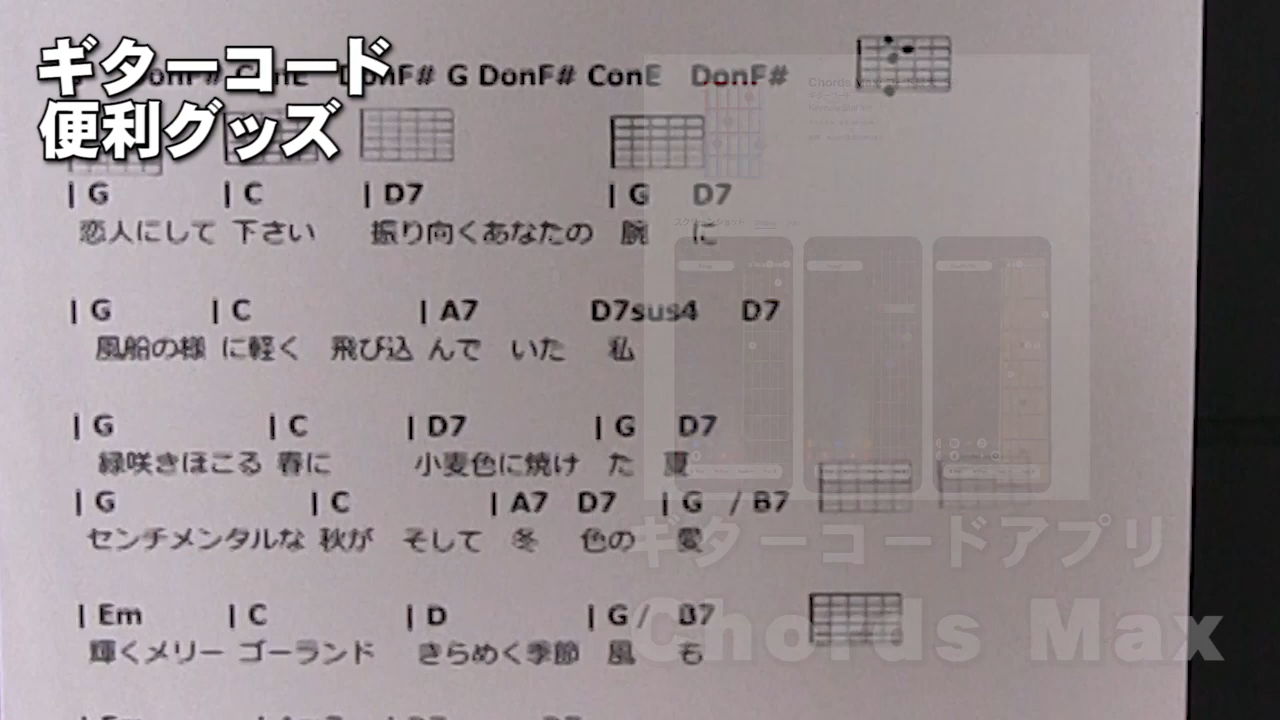 ギターコード
便利グッズ
DonF# G DonF# ConE DonF#
| G | C | D7 | G D7
恋人にして 下さい 振り向くあなたの 腕 に
| G | C | A7 D7sus4 D7
風船の様 に軽く 飛び込 んで いた 私
| G | C | D7 | G D7
緑咲きほこる 春に 小麦色に焼け た 夏
| G | C | A7 D7 | G / B7
センチメンタルな 秋が そして 冬 色の 愛
ギターコードアプリ
Chords Max
| Em | C | D | G / B7
輝くメリー ゴーランド きらめく季節 風 も